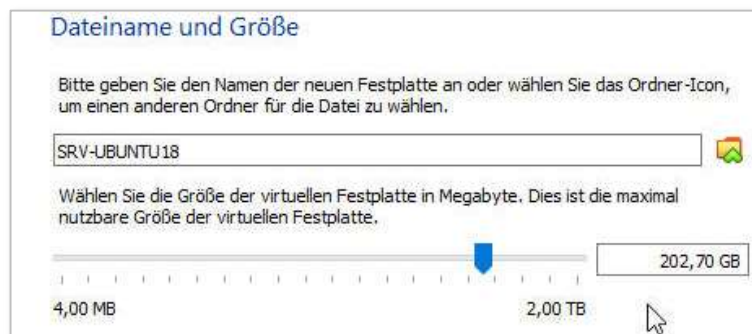 Dateiname und Größe
Bitte geben Sie den Namen der neuen Festplatte an oder wählen Sie das Ordner-Icon,
um einen anderen Ordner für die Datei zu wählen.
SRV-UBUNTU18
Wählen Sie die Größe der virtuellen Festplatte in Megabyte. Dies ist die maximal
nutzbare Größe der virtuellen Festplatte.
202,70 GB
4,00 MB 2,00 TB